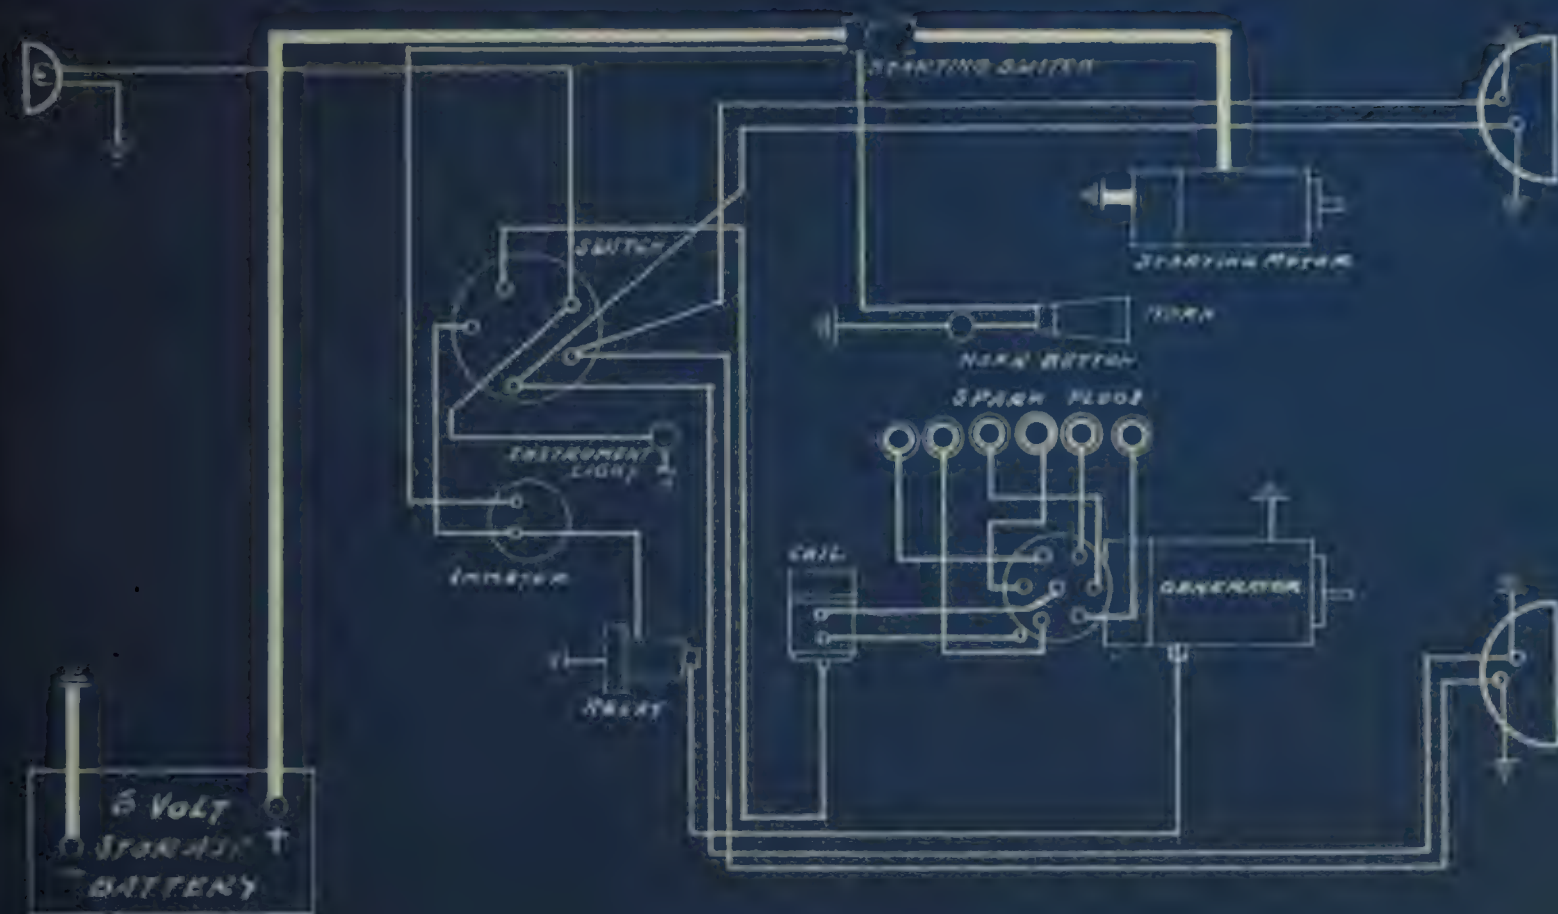 STARTING SWITCH
SWITCH
STARTING MOTOR
HORN
HORN BUTTON
SPARK PLUGS
INSTRUMENT
LIGHT
COIL
AMMETER
GENERATOR
RELAY
6 VOLT
STORAGE
+
BATTERY